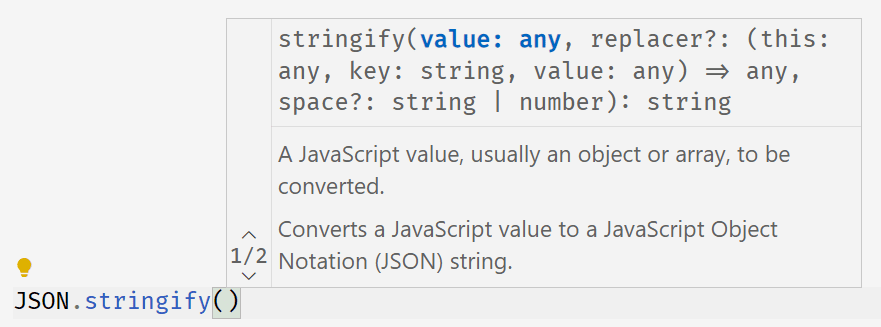 stringify(value: any, replacer?: (this:
any, key: string, value: any) => any,
space?: string | number): string
A JavaScript value, usually an object or array, to be
converted.
Converts a JavaScript value to a JavaScript Object
Notation (JSON) string.
1/2
JSON.stringify()